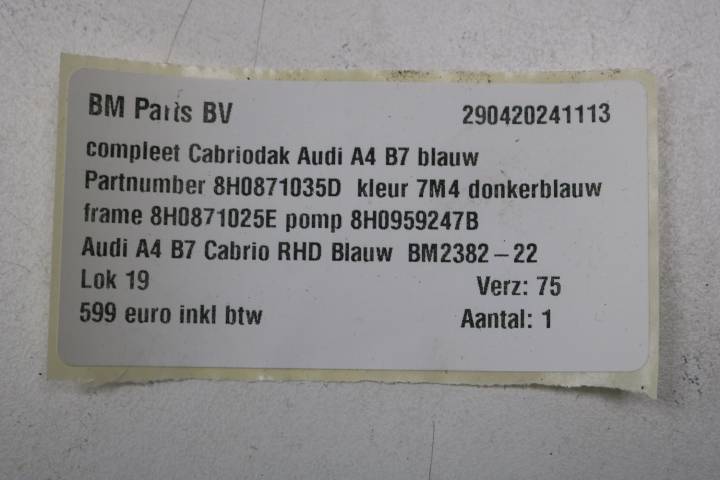 BM Parts BV 290420241113
compleet Cabriodak Audi A4 B7 blauw
Partnumber 8H0871035D kleur 7M4 donkerblauw
frame 8H0871025E pomp 8H0959247B
Audi A4 B7 Cabrio RHD Blauw BM2382-22
Lok 19 Verz: 75
599 euro inkl btw Aantal: 1